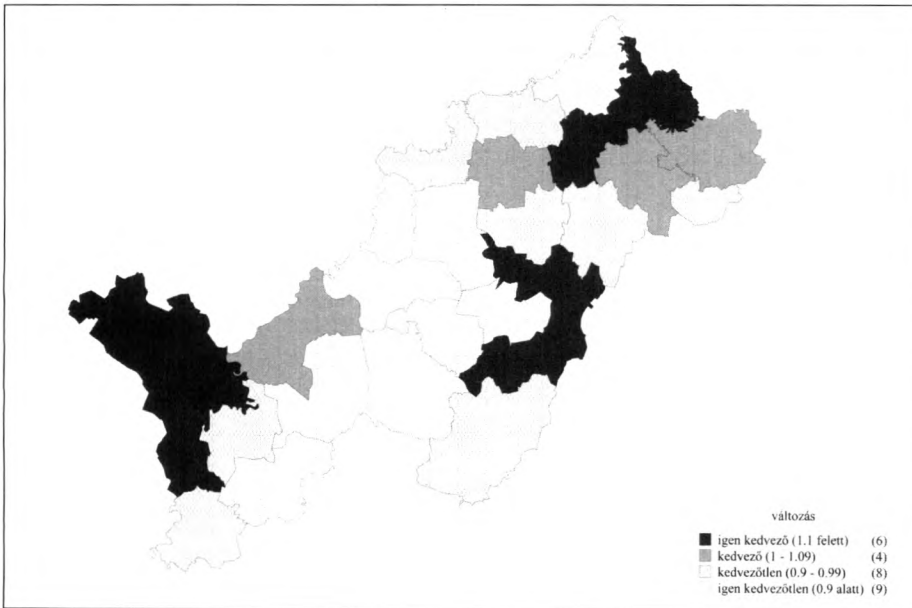 változás
igen kedvező (1.1 felett) (6)
kedvező (1 - 1.09) (4)
kedvezőtlen (0.9 - 0.99) (8)
igen kedvezőtlen (0.9 alatt) (9)